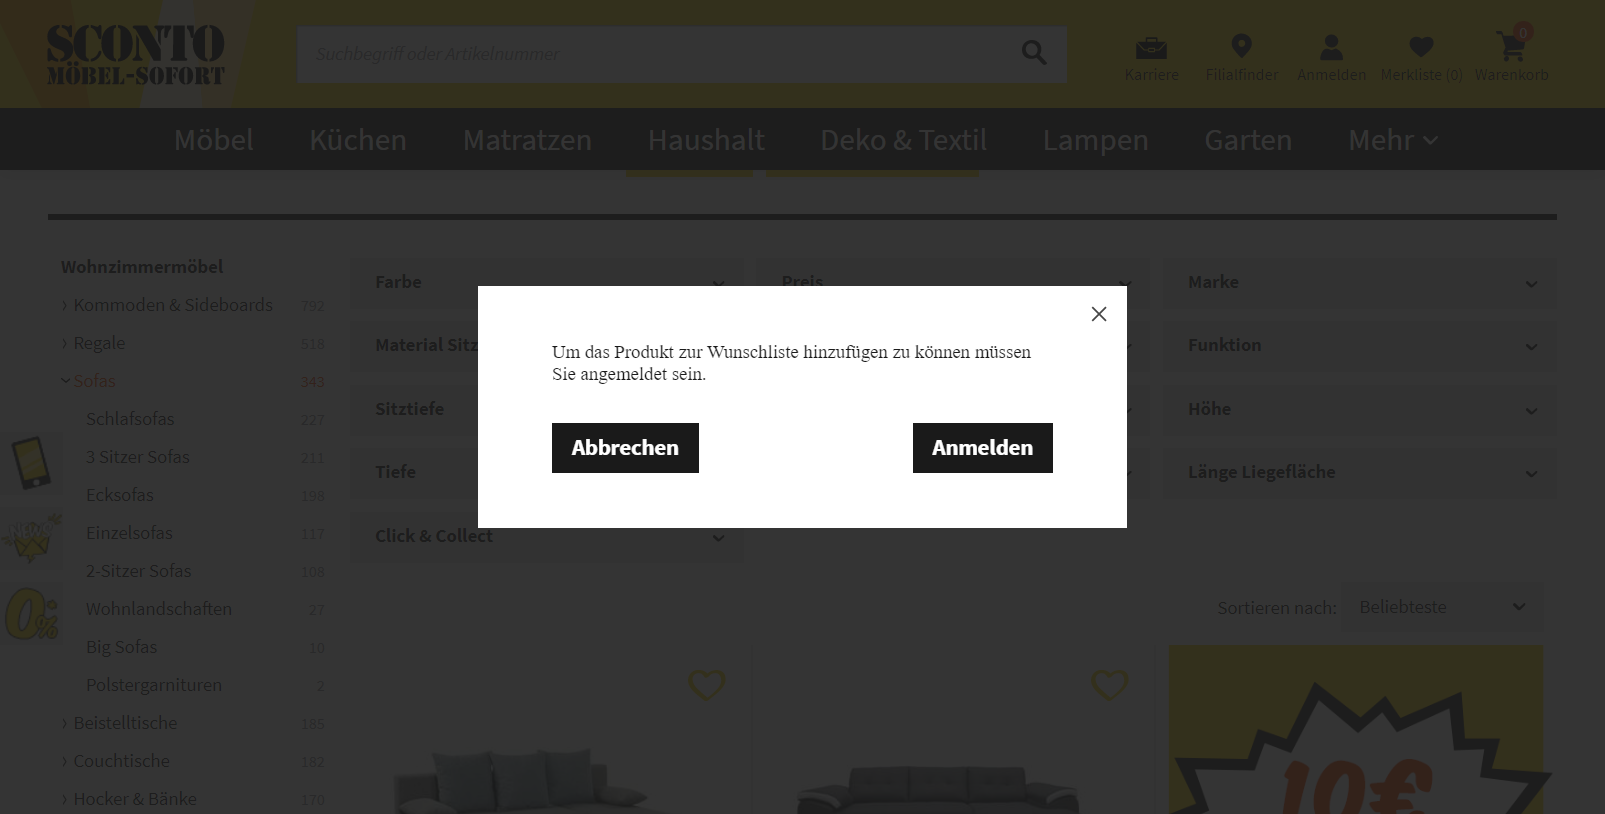 SCONTO
MÖBEL-SOFORT
Suchbegriff oder Artikelnummer
Karriere
Filialfinder
Anmelden
Merkliste (0)
0
Warenkorb
Möbel
Küchen
Matratzen
Haushalt
Deko & Textil
Lampen
Garten
Mehr
Wohnzimmermöbel
Kommoden & Sideboards 792
Regale 518
Sofas 343
Schlafsofas 227
3 Sitzer Sofas 211
Ecksofas 198
Einzelsofas 117
2-Sitzer Sofas 108
Wohnlandschaften 27
Big Sofas 10
Polstergarnituren 2
Beistelltische 185
Couchtische 182
Hocker & Bänke 170
0%
Farbe
Preis
Marke
Material Sitz
Funktion
Sitztiefe
Höhe
Tiefe
Länge Liegefläche
Click & Collect
Um das Produkt zur Wunschliste hinzufügen zu können müssen
Sie angemeldet sein.
Abbrechen
Anmelden
Sortieren nach: Beliebteste
10€